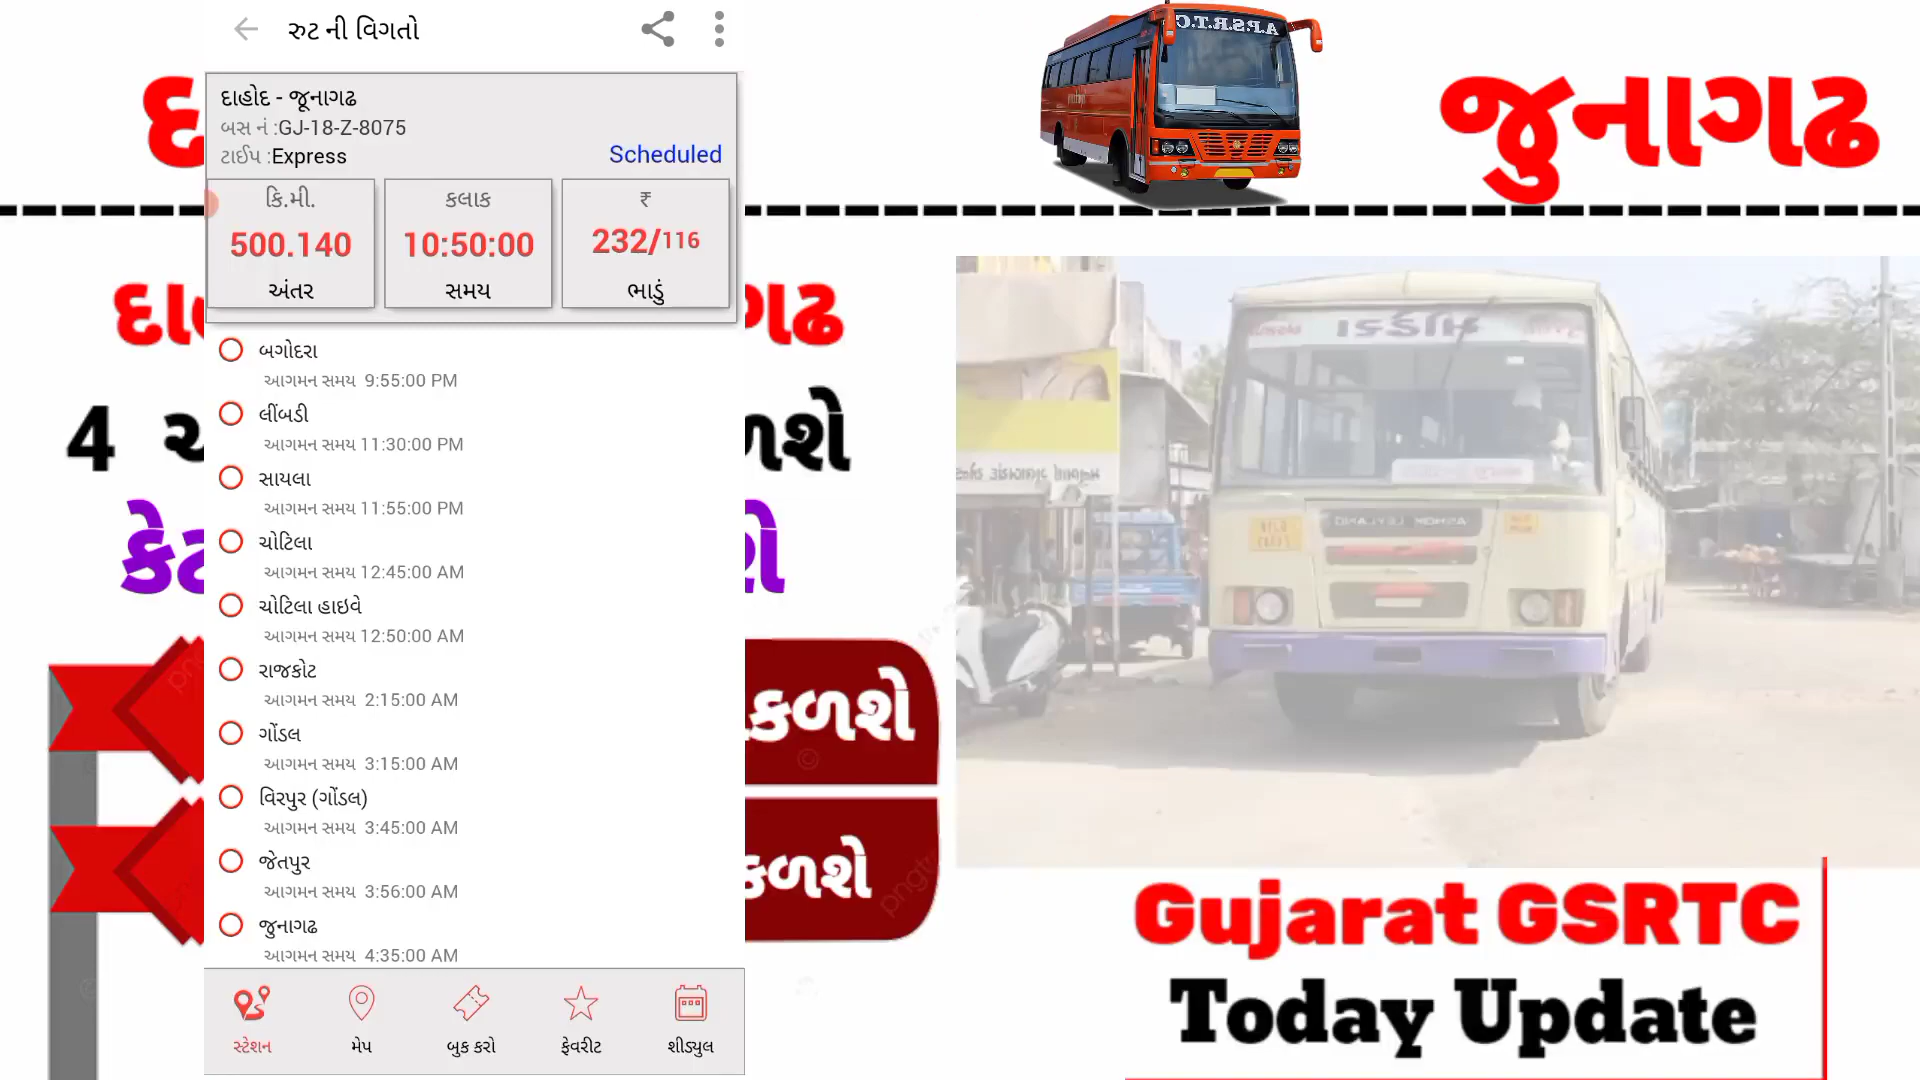 રુટ ની વિગતો
દાહોદ - જૂનાગઢ
બસ નં :GJ-18-Z-8075
ટાઈપ :Express
Scheduled
કિ.મી.
500.140
અંતર
કલાક
10:50:00
સમય
₹
232/116
ભાડું
બગોદરા
આગમન સમય 9:55:00 PM
લીંબડી
આગમન સમય 11:30:00 PM
સાયલા
આગમન સમય 11:55:00 PM
ચોટિલા
આગમન સમય 12:45:00 AM
ચોટિલા હાઇવે
આગમન સમય 12:50:00 AM
રાજકોટ
આગમન સમય 2:15:00 AM
ગોંડલ
આગમન સમય 3:15:00 AM
વિરપુર (ગોંડલ)
આગમન સમય 3:45:00 AM
જેતપુર
આગમન સમય 3:56:00 AM
જુનાગઢ
આગમન સમય 4:35:00 AM
સ્ટેશન
મેપ
બુક કરો
ફેવરીટ
શીડ્યુલ
4
A.P.S.R.T.C
જુનાગઢ
Gujarat GSRTC
Today Update